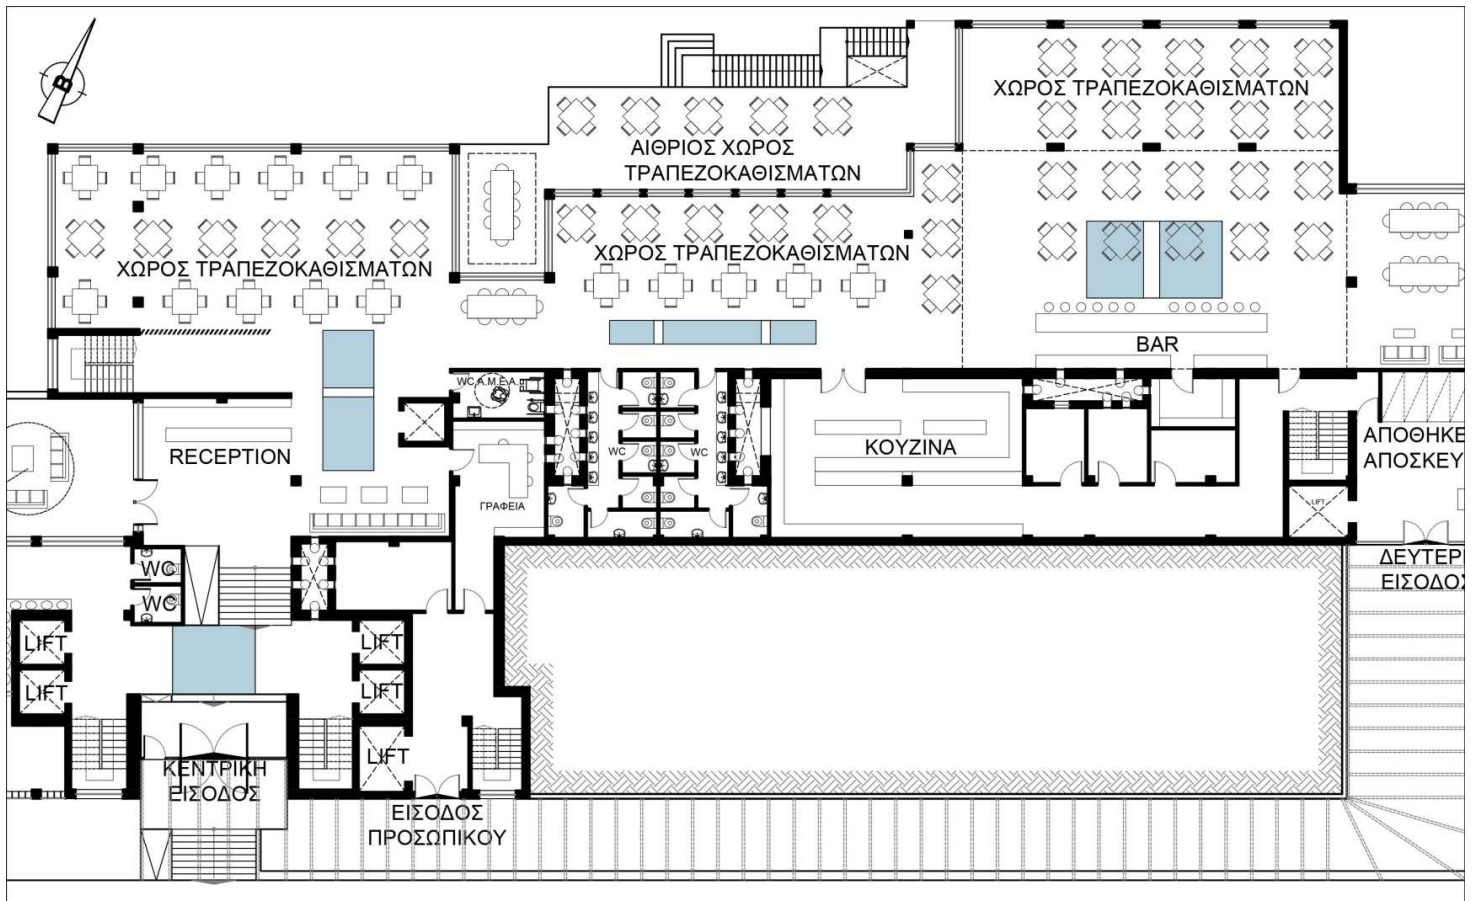 Β
ΧΩΡΟΣ ΤΡΑΠΕΖΟΚΑΘΙΣΜΑΤΩΝ
ΑΙΘΡΙΟΣ ΧΩΡΟΣ
ΤΡΑΠΕΖΟΚΑΘΙΣΜΑΤΩΝ
ΧΩΡΟΣ ΤΡΑΠΕΖΟΚΑΘΙΣΜΑΤΩΝ
ΧΩΡΟΣ ΤΡΑΠΕΖΟΚΑΘΙΣΜΑΤΩΝ
BAR
WC Α.Μ.Ε.Α.
RECEPTION
WC
WC
ΚΟΥΖΙΝΑ
ΑΠΟΘΗΚΕ
ΑΠΟΣΚΕΥ
ΓΡΑΦΕΙΑ
LIFT
WC
WC
ΔΕΥΤΕΡ
ΕΙΣΟΔΟΣ
LIFT
LIFT
LIFT
LIFT
LIFT
ΚΕΝΤΡΙΚΗ
ΕΙΣΟΔΟΣ
ΕΙΣΟΔΟΣ
ΠΡΟΣΩΠΙΚΟΥ